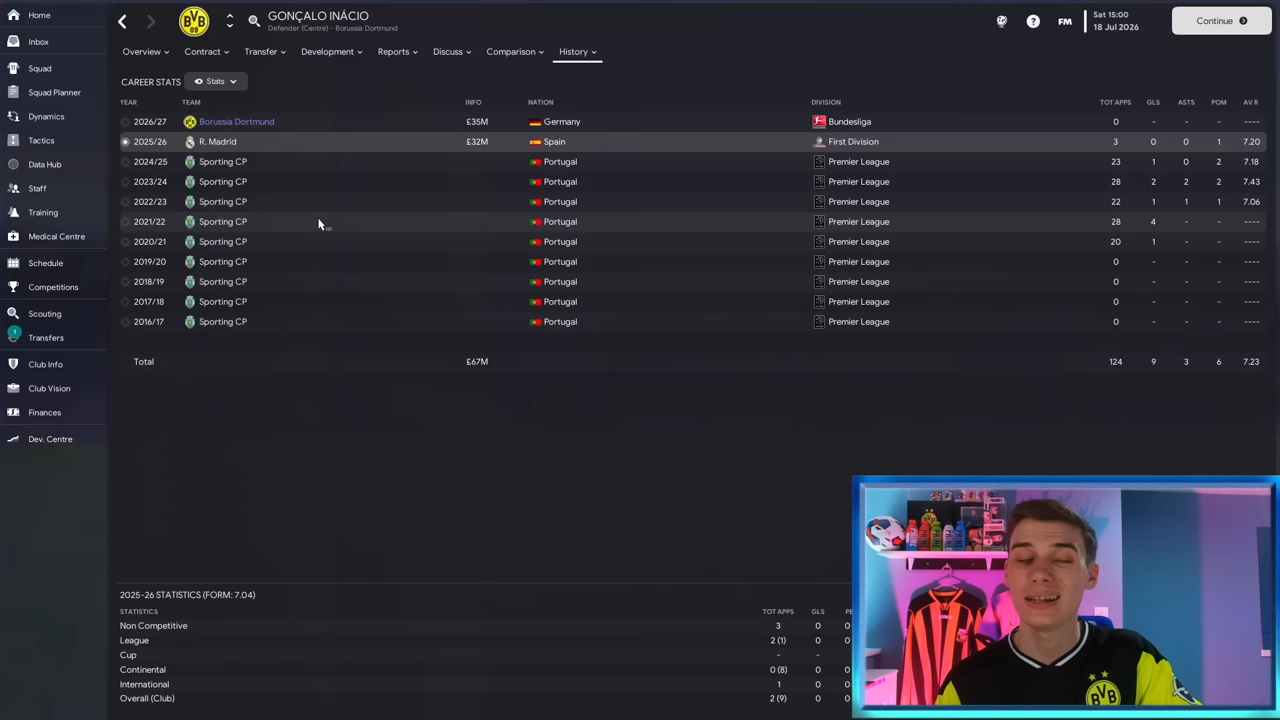 Home
Inbox
Squad
Squad Planner
Dynamics
Tactics
Data Hub
Staff
Training
Medical Centre
Schedule
Competitions
Scouting
1
Transfers
Club Info
Club Vision
Finances
Dev. Centre
BVB 09
GONÇALO INÁCIO
Defender (Centre) - Borussia Dortmund
? FM Sat 15:00
18 Jul 2026
Continue
Overview Contract Transfer Development Reports Discuss Comparison History
CAREER STATS Stats
YEAR TEAM INFO NATION DIVISION TOT APPS GLS ASTS POM AV R
2026/27 Borussia Dortmund £35M Germany Bundesliga 0 - - - ----
2025/26 R. Madrid £32M Spain First Division 3 0 0 1 7.20
2024/25 Sporting CP Portugal Premier League 23 1 0 2 7.18
2023/24 Sporting CP Portugal Premier League 28 2 2 2 7.43
2022/23 Sporting CP Portugal Premier League 22 1 1 1 7.06
2021/22 Sporting CP Portugal Premier League 28 4 - - ----
2020/21 Sporting CP Portugal Premier League 20 1 - - ----
2019/20 Sporting CP Portugal Premier League 0 - - - ----
2018/19 Sporting CP Portugal Premier League 0 - - - ----
2017/18 Sporting CP Portugal Premier League 0 - - - ----
2016/17 Sporting CP Portugal Premier League 0 - - - ----
Total £67M 124 9 3 6 7.23
2025-26 STATISTICS (FORM: 7.04)
STATISTICS TOT APPS GLS
Non Competitive 3 0 0
League 2 (1) 0 0
Cup - - -
Continental 0 (8) 0 0
International 1 0 0
Overall (Club) 2 (9) 0 0
BVB